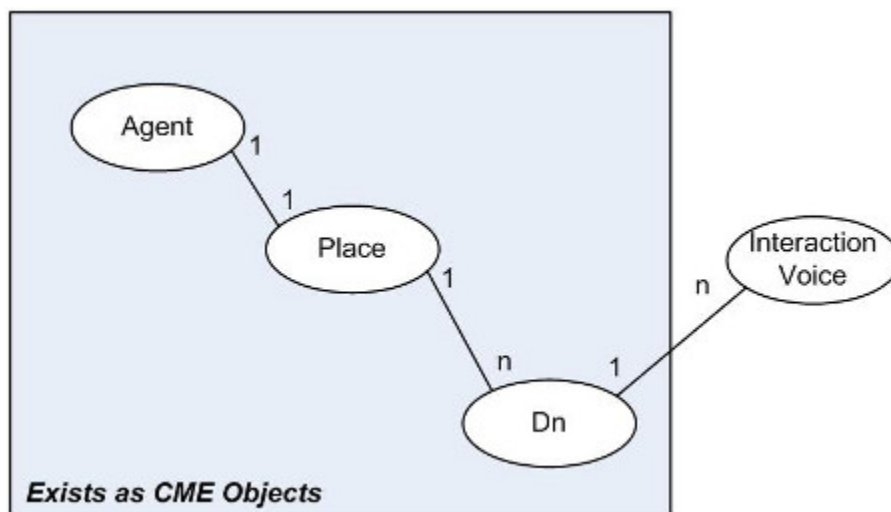 Agent
1
1
Place
1
n
Dn
1
n
Interaction
Voice
Exists as CME Objects